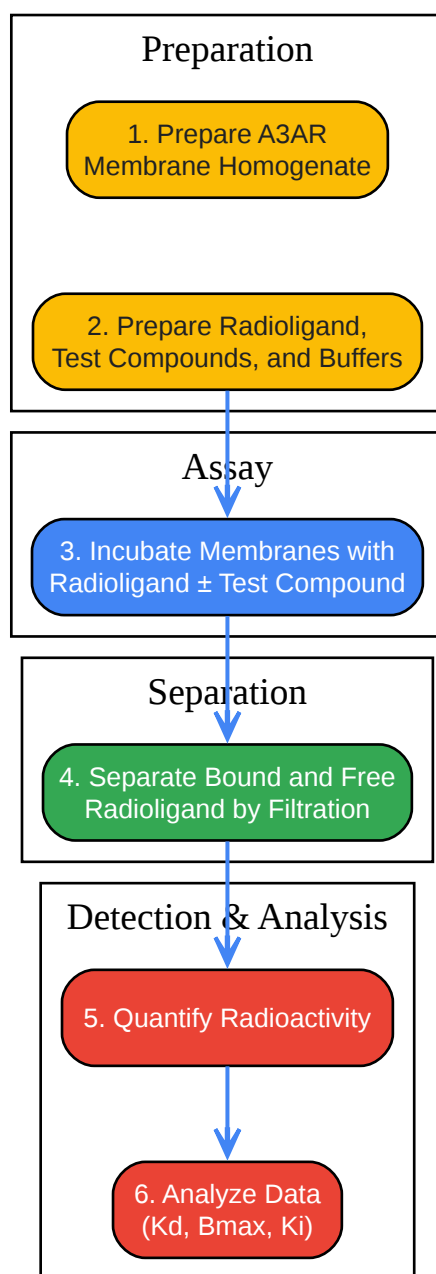 Preparation
1. Prepare A3AR
Membrane Homogenate
2. Prepare Radioligand,
Test Compounds, and Buffers
Assay
3. Incubate Membranes with
Radioligand ± Test Compound
Separation
4. Separate Bound and Free
Radioligand by Filtration
Detection & Analysis
5. Quantify Radioactivity
6. Analyze Data
(Kd, Bmax, Ki)